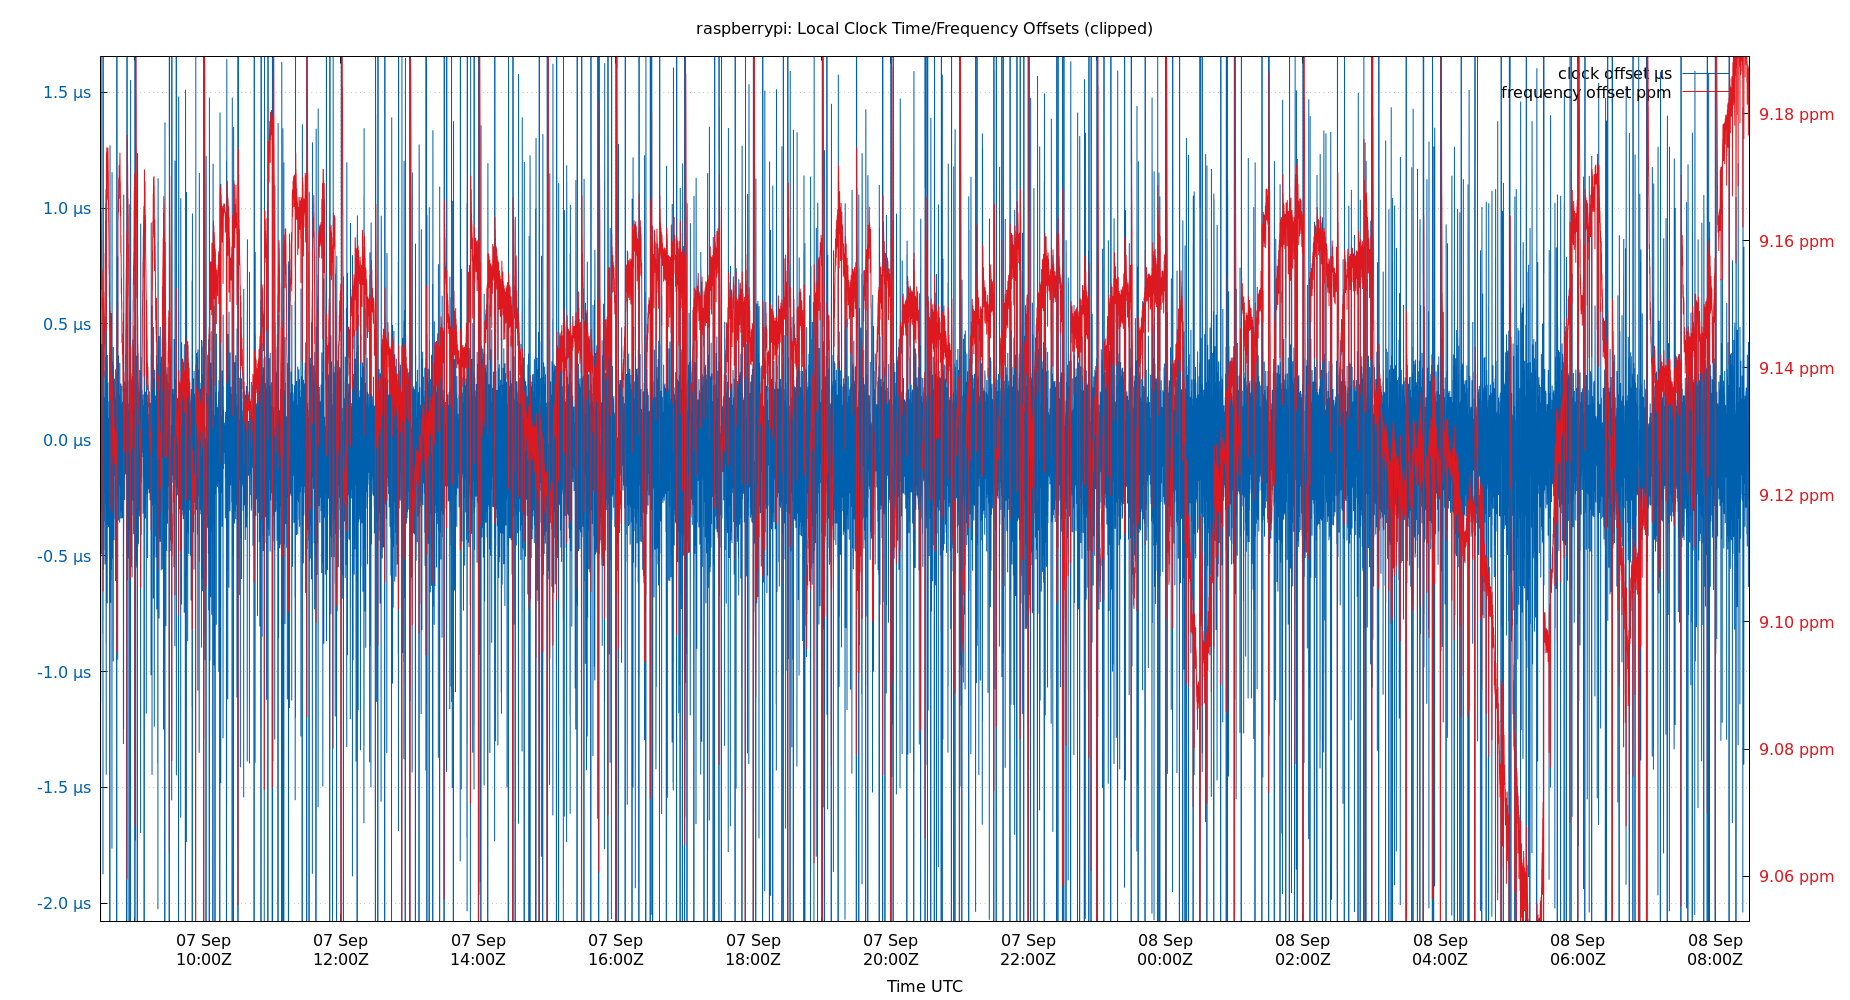 raspberrypi: Local Clock Time/Frequency Offsets (clipped)
clock offset µs
frequency offset ppm
1.5 µs
1.0 µs
0.5 µs
0.0 µs
-0.5 µs
-1.0 µs
-1.5 µs
-2.0 µs
9.18 ppm
9.16 ppm
9.14 ppm
9.12 ppm
9.10 ppm
9.08 ppm
9.06 ppm
07 Sep 07 Sep 07 Sep 07 Sep 07 Sep 07 Sep 07 Sep 08 Sep 08 Sep 08 Sep 08 Sep 08 Sep
10:00Z 12:00Z 14:00Z 16:00Z 18:00Z 20:00Z 22:00Z 00:00Z 02:00Z 04:00Z 06:00Z 08:00Z
Time UTC